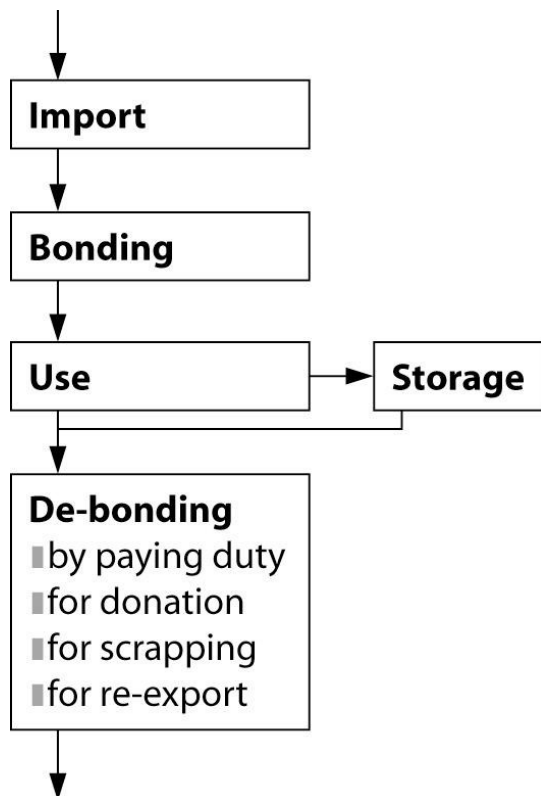 Import
Bonding
Use
Storage
De-bonding
by paying duty
for donation
for scrapping
for re-export